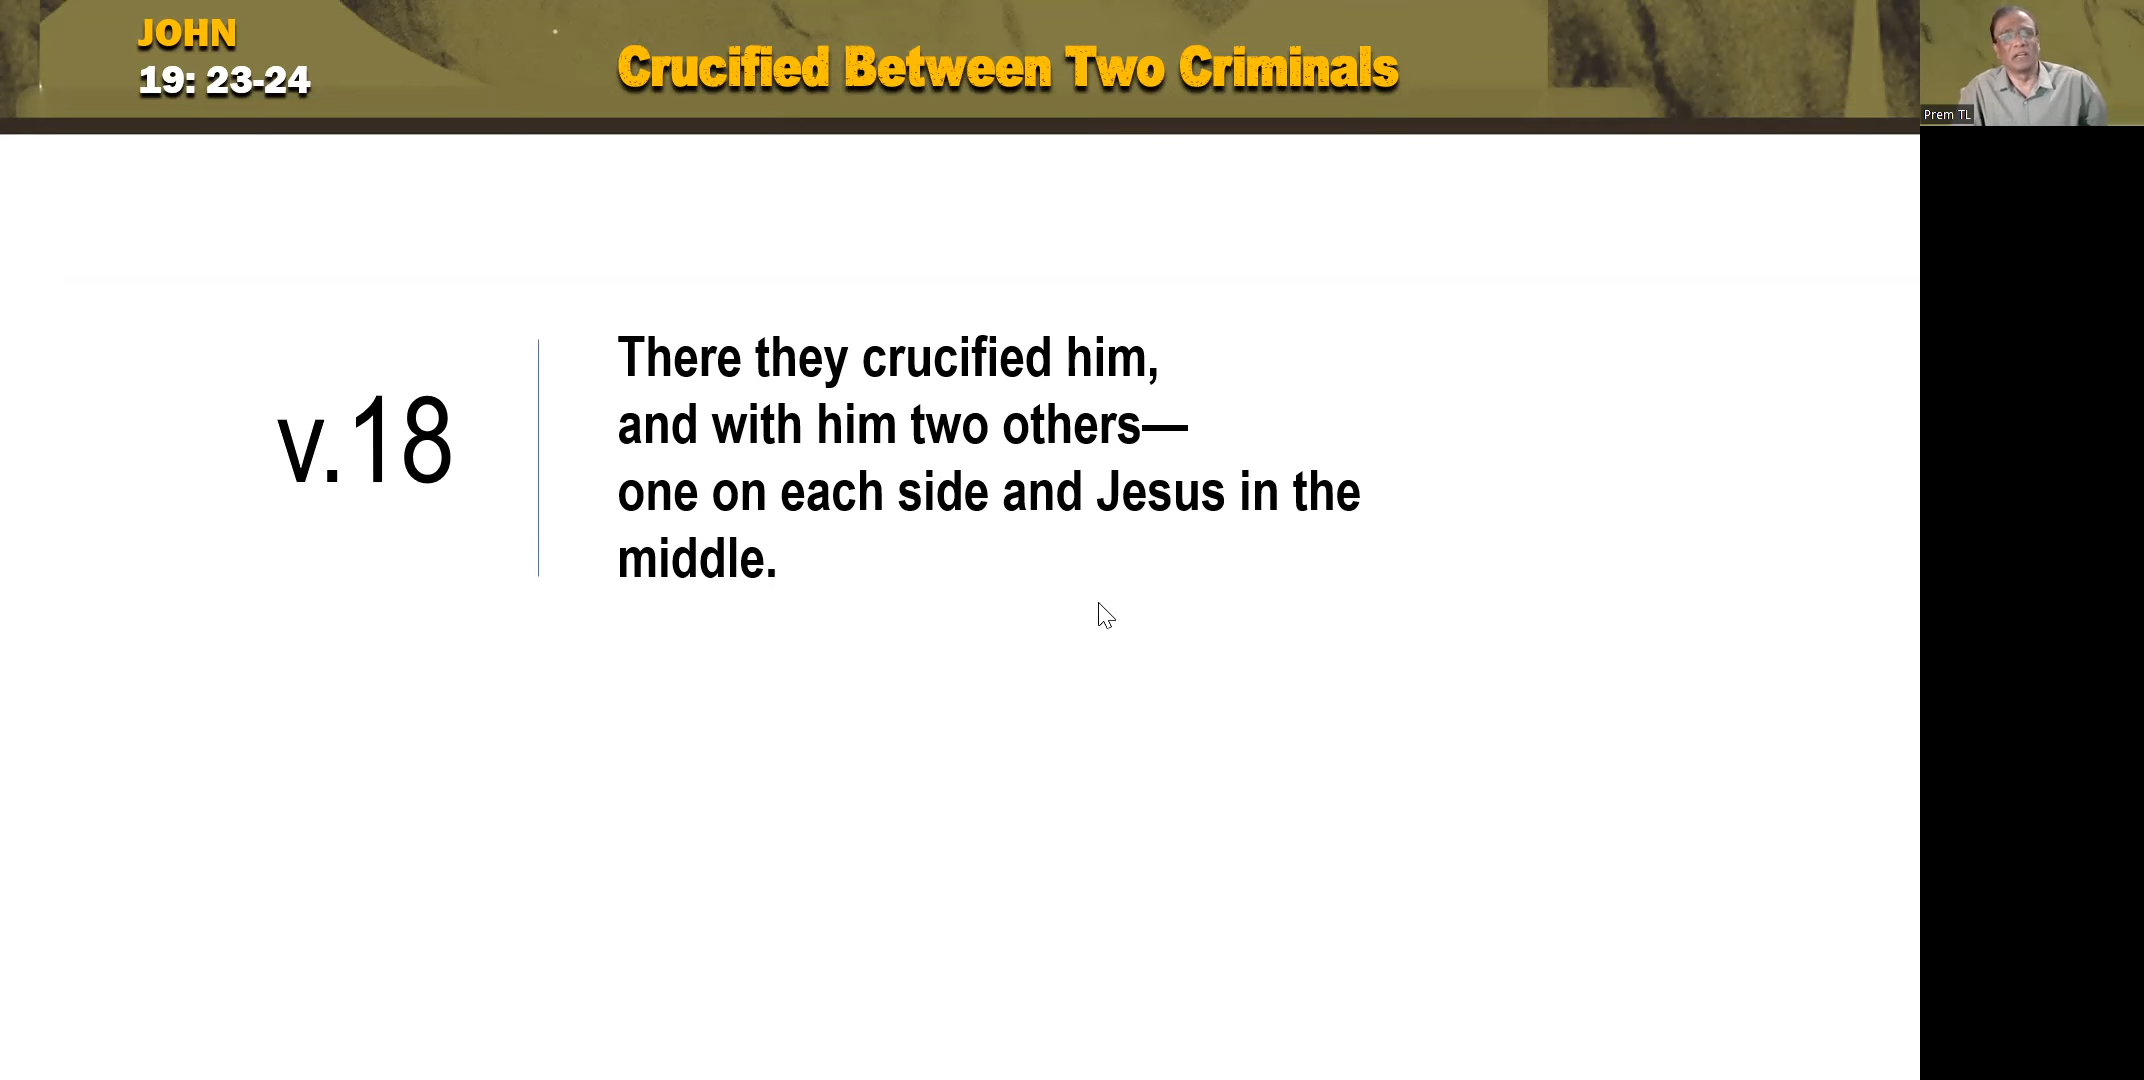 JOHN
19: 23-24
Crucified Between Two Criminals
Prem TL
v.18
There they crucified him,
and with him two others—
one on each side and Jesus in the
middle.